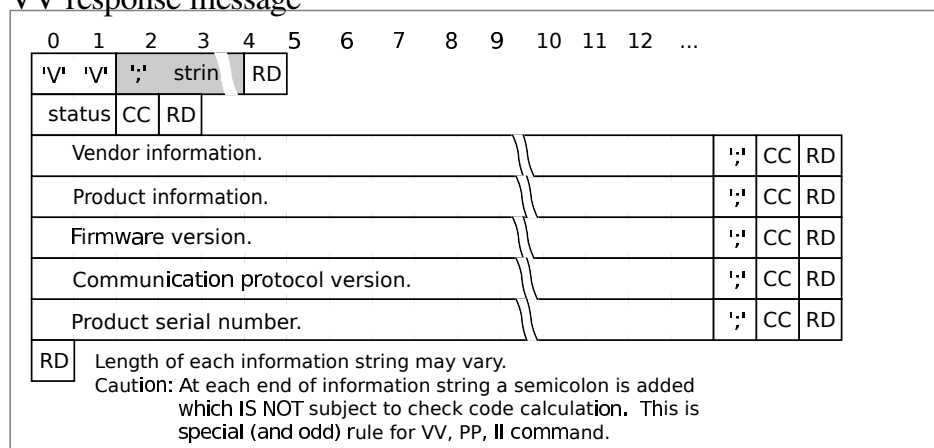 VV response message
0 1 2 3 4 5 6 7 8 9 10 11 12 ...
'V' 'V' ';' strin RD
status CC RD
Vendor information. ';' CC RD
Product information. ';' CC RD
Firmware version. ';' CC RD
Communication protocol version. ';' CC RD
Product serial number. ';' CC RD
RD Length of each information string may vary.
Caution: At each end of information string a semicolon is added
which IS NOT subject to check code calculation. This is
special (and odd) rule for VV, PP, II command.